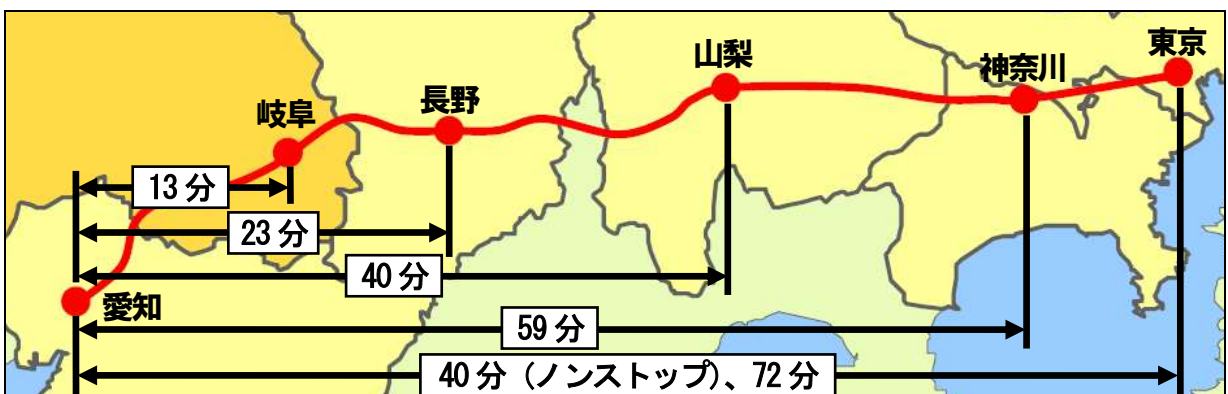 東京
山梨
神奈川
長野
岐阜
13分
23分
40分
愛知
59分
40分（ノンストップ）、72分